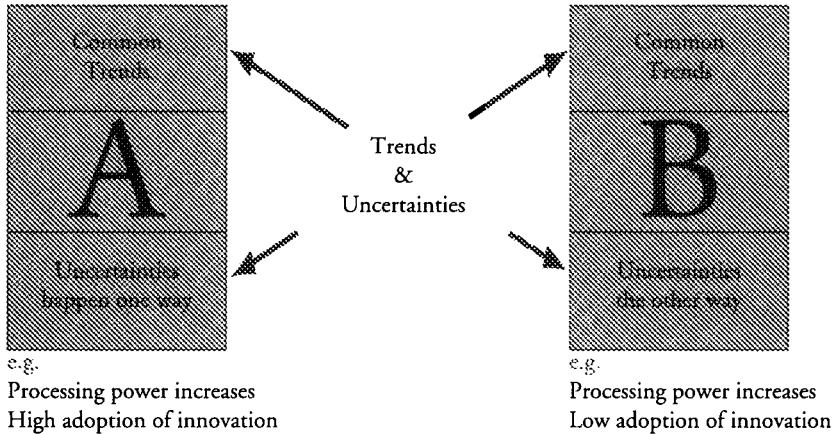 Common
Trends
A
Uncertainties
happen one way
e.g.
Processing power increases
High adoption of innovation
Trends
&
Uncertainties
Common
Trends
B
Uncertainties
the other way
e.g.
Processing power increases
Low adoption of innovation